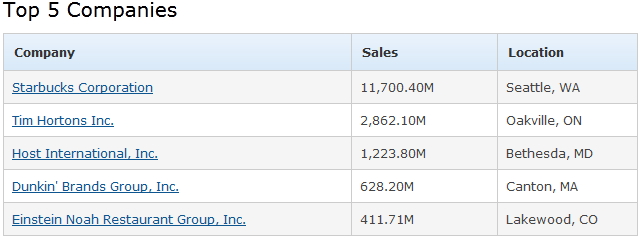 Top 5 Companies
Company Sales Location
Starbucks Corporation 11,700.40M Seattle, WA
Tim Hortons Inc. 2,862.10M Oakville, ON
Host International, Inc. 1,223.80M Bethesda, MD
Dunkin' Brands Group, Inc. 628.20M Canton, MA
Einstein Noah Restaurant Group, Inc. 411.71M Lakewood, CO